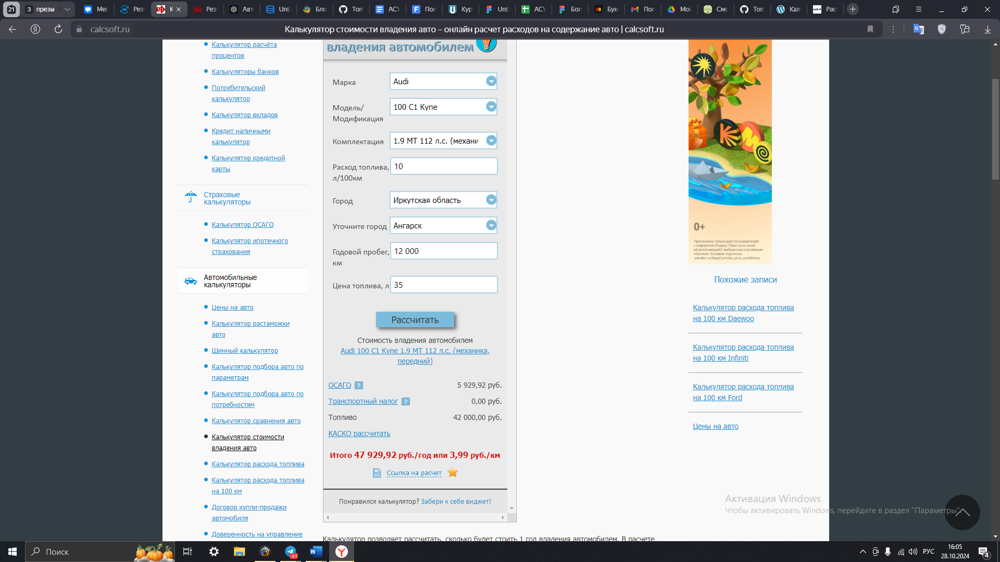 21
3 презы
Мес
Рез
К
Рез
Авт
Unti
Бло
Топ
АСУ
Пол
Кур
Unti
АСУ
Бол
Бук
Пол
Мой
Смо
Топ
Кал
Рас
calcsoft.ru
Калькулятор стоимости владения авто – онлайн расчет расходов на содержание авто | calcsoft.ru
Калькулятор расчёта
процентов
Калькуляторы банков
Потребительский
калькулятор
Калькулятор вкладов
Кредит наличными
калькулятор
Калькулятор кредитной
карты
Страховые
калькуляторы
Калькулятор ОСАГО
Калькулятор ипотечного
страхования
Автомобильные
калькуляторы
Цены на авто
Калькулятор растаможки
авто
Шинный калькулятор
Калькулятор подбора авто по
параметрам
Калькулятор подбора авто по
потребностям
Калькулятор сравнения авто
Калькулятор стоимости
владения авто
Калькулятор расхода топлива
Калькулятор расхода топлива
на 100 км
Договор купли-продажи
автомобиля
Доверенность на управление
владения автомобилем
Марка
Audi
Модель/
Модификация
100 C1 Купе
Комплектация
1.9 MT 112 л.с. (механи
Расход топлива,
л/100км
10
Город
Иркутская область
Уточните город
Ангарск
Годовой пробег,
км
12 000
Цена топлива, л
35
Рассчитать
Стоимость владения автомобилем
Audi 100 C1 Купе 1.9 MT 112 л.с. (механика,
передний)
ОСАГО ? 5 929,92 руб.
Транспортный налог ? 0,00 руб.
Топливо 42 000,00 руб.
КАСКО рассчитать
Итого 47 929,92 руб./год или 3,99 руб./км
Ссылка на расчет
Понравился калькулятор? Забери к себе виджет!
Калькулятор позволяет рассчитать, сколько будет стоить 1 год владения автомобилем. В расчете
0+
Программа только для пользователей
с подпиской Яндекс Плюс (или иной,
её включающей), выбранных случайным
образом. Условия подписки:
yandex.ru/legal/yandex_plus_conditions.
Похожие записи
Калькулятор расхода топлива
на 100 км Daewoo
Калькулятор расхода топлива
на 100 км Infiniti
Калькулятор расхода топлива
на 100 км Ford
Цены на авто
Активация Windows
Чтобы активировать Windows, перейдите в раздел "Параметры".
Поиск
.67
РУС
16:05
28.10.2024
4